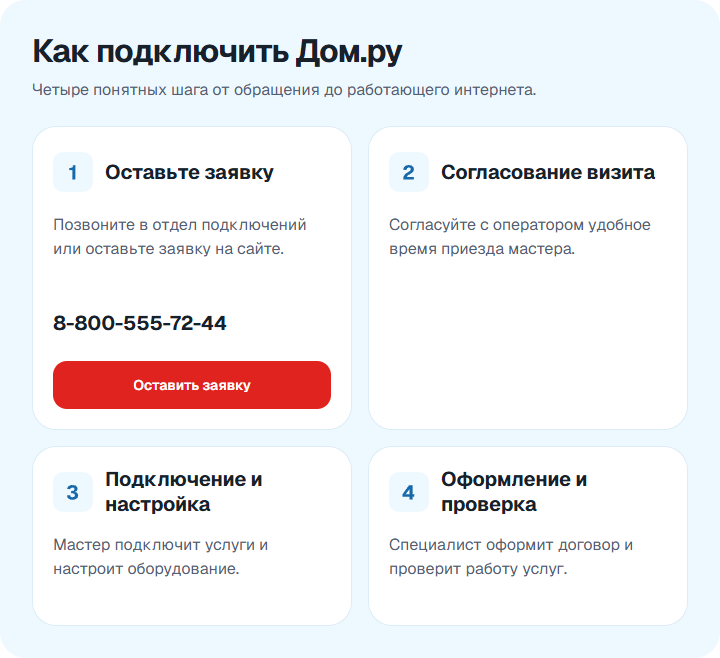 Как подключить Дом.ру
Четыре понятных шага от обращения до работающего интернета.
1 Оставьте заявку
Позвоните в отдел подключений
или оставьте заявку на сайте.
8-800-555-72-44
Оставить заявку
2 Согласование визита
Согласуйте с оператором удобное
время приезда мастера.
3 Подключение и
настройка
Мастер подключит услуги и
настроит оборудование.
4 Оформление и
проверка
Специалист оформит договор и
проверит работу услуг.